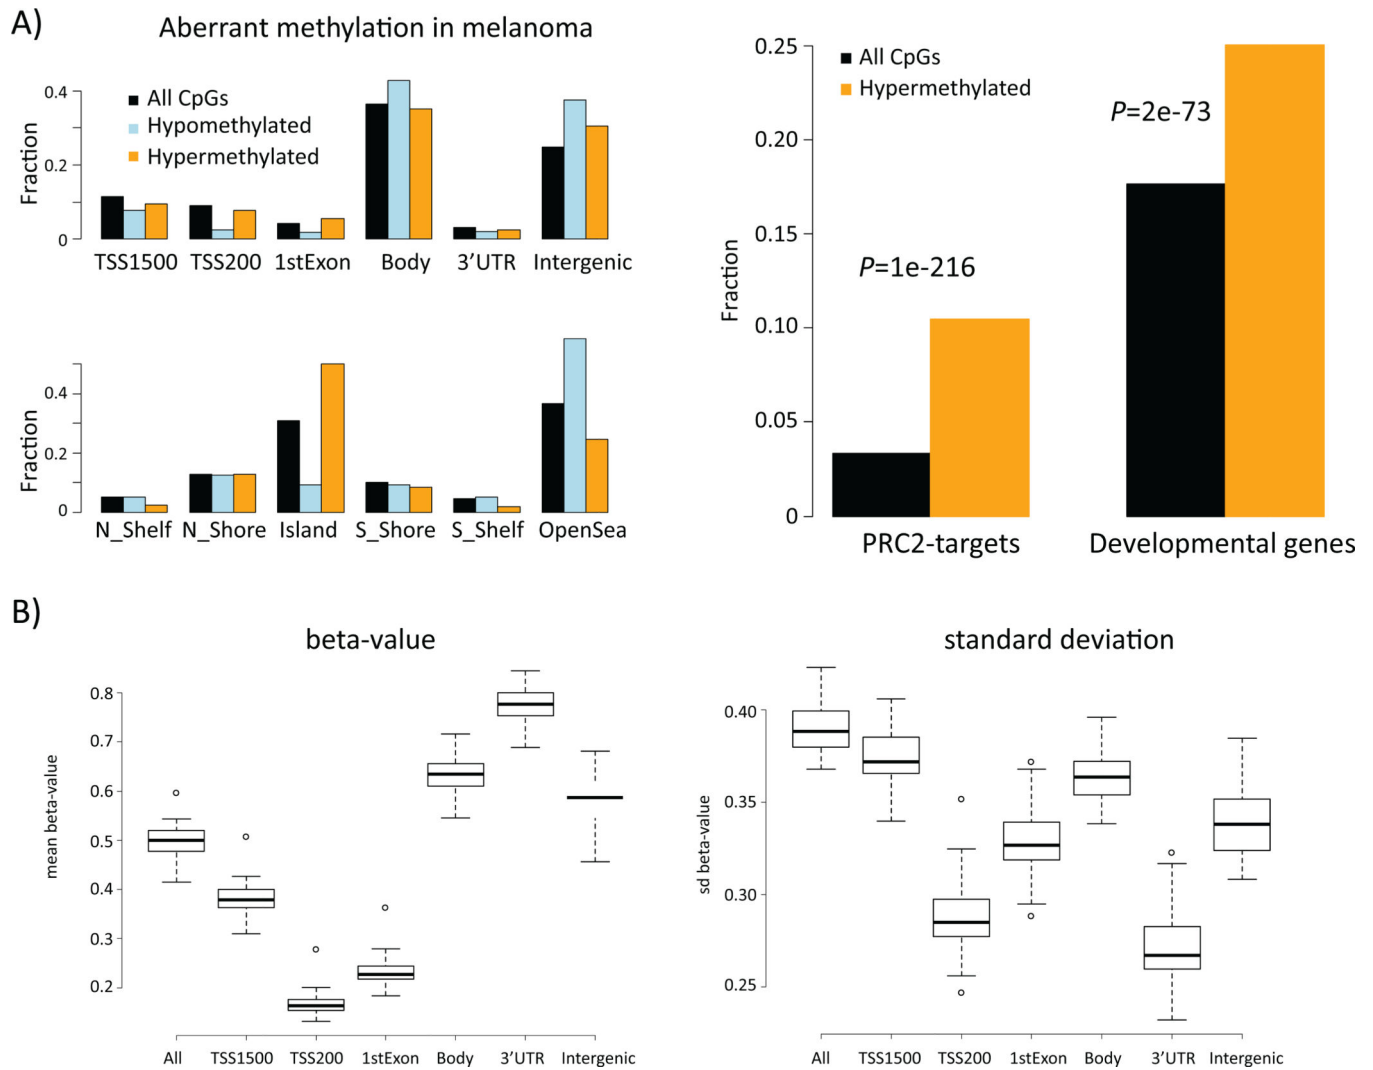 A)
Aberrant methylation in melanoma
Fraction
0.4
0.2
0
All CpGs
Hypomethylated
Hypermethylated
TSS1500 TSS200 1stExon Body 3’UTR Intergenic
Fraction
0.4
0.2
0
N_Shelf N_Shore Island S_Shore S_Shelf OpenSea
Fraction
0.25
0.20
0.15
0.10
0.05
0
All CpGs
Hypermethylated
P=2e-73
P=1e-216
PRC2-targets Developmental genes
B)
beta-value
mean beta-value
0.8
0.7
0.6
0.5
0.4
0.3
0.2
All TSS1500 TSS200 1stExon Body 3’UTR Intergenic
standard deviation
sd beta-value
0.40
0.35
0.30
0.25
All TSS1500 TSS200 1stExon Body 3’UTR Intergenic